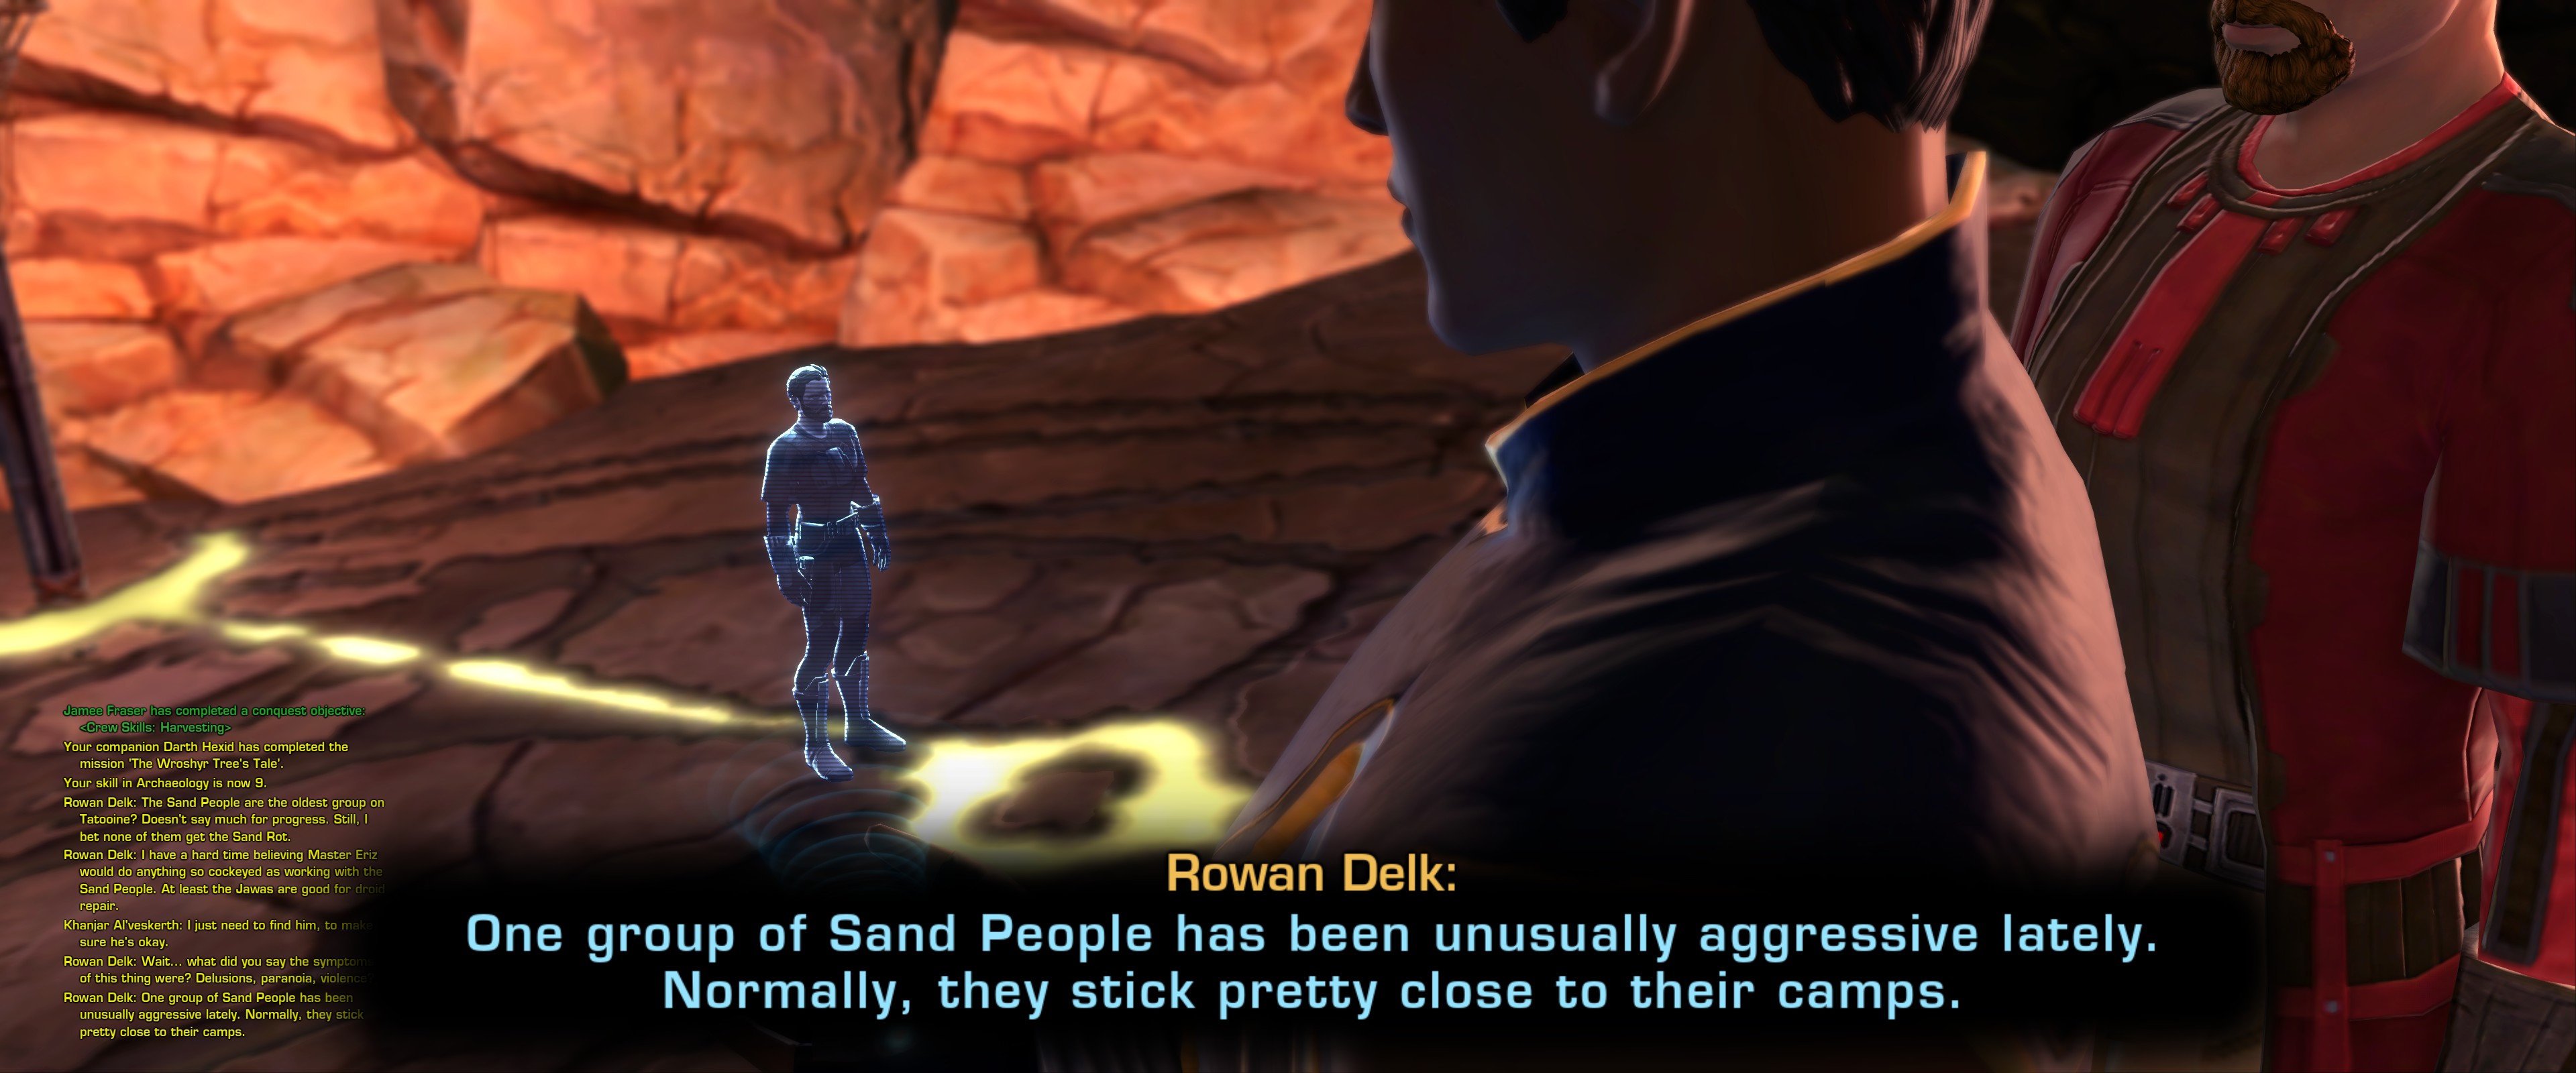 Jamee Fraser has completed a conquest objective:
<Crew Skills: Harvesting>
Your companion Darth Hexid has completed the
mission 'The Wroshyr Tree's Tale'.
Your skill in Archaeology is now 9.
Rowan Delk: The Sand People are the oldest group on
Tatooine? Doesn't say much for progress. Still, I
bet none of them get the Sand Rot.
Rowan Delk: I have a hard time believing Master Eriz
would do anything so cockeyed as working with the
Sand People. At least the Jawas are good for droid
repair.
Khanjar Al'veskerth: I just need to find him, to make
sure he's okay.
Rowan Delk: Wait... what did you say the symptoms
of this thing were? Delusions, paranoia, violence?
Rowan Delk: One group of Sand People has been
unusually aggressive lately. Normally, they stick
pretty close to their camps.
Rowan Delk:
One group of Sand People has been unusually aggressive lately.
Normally, they stick pretty close to their camps.